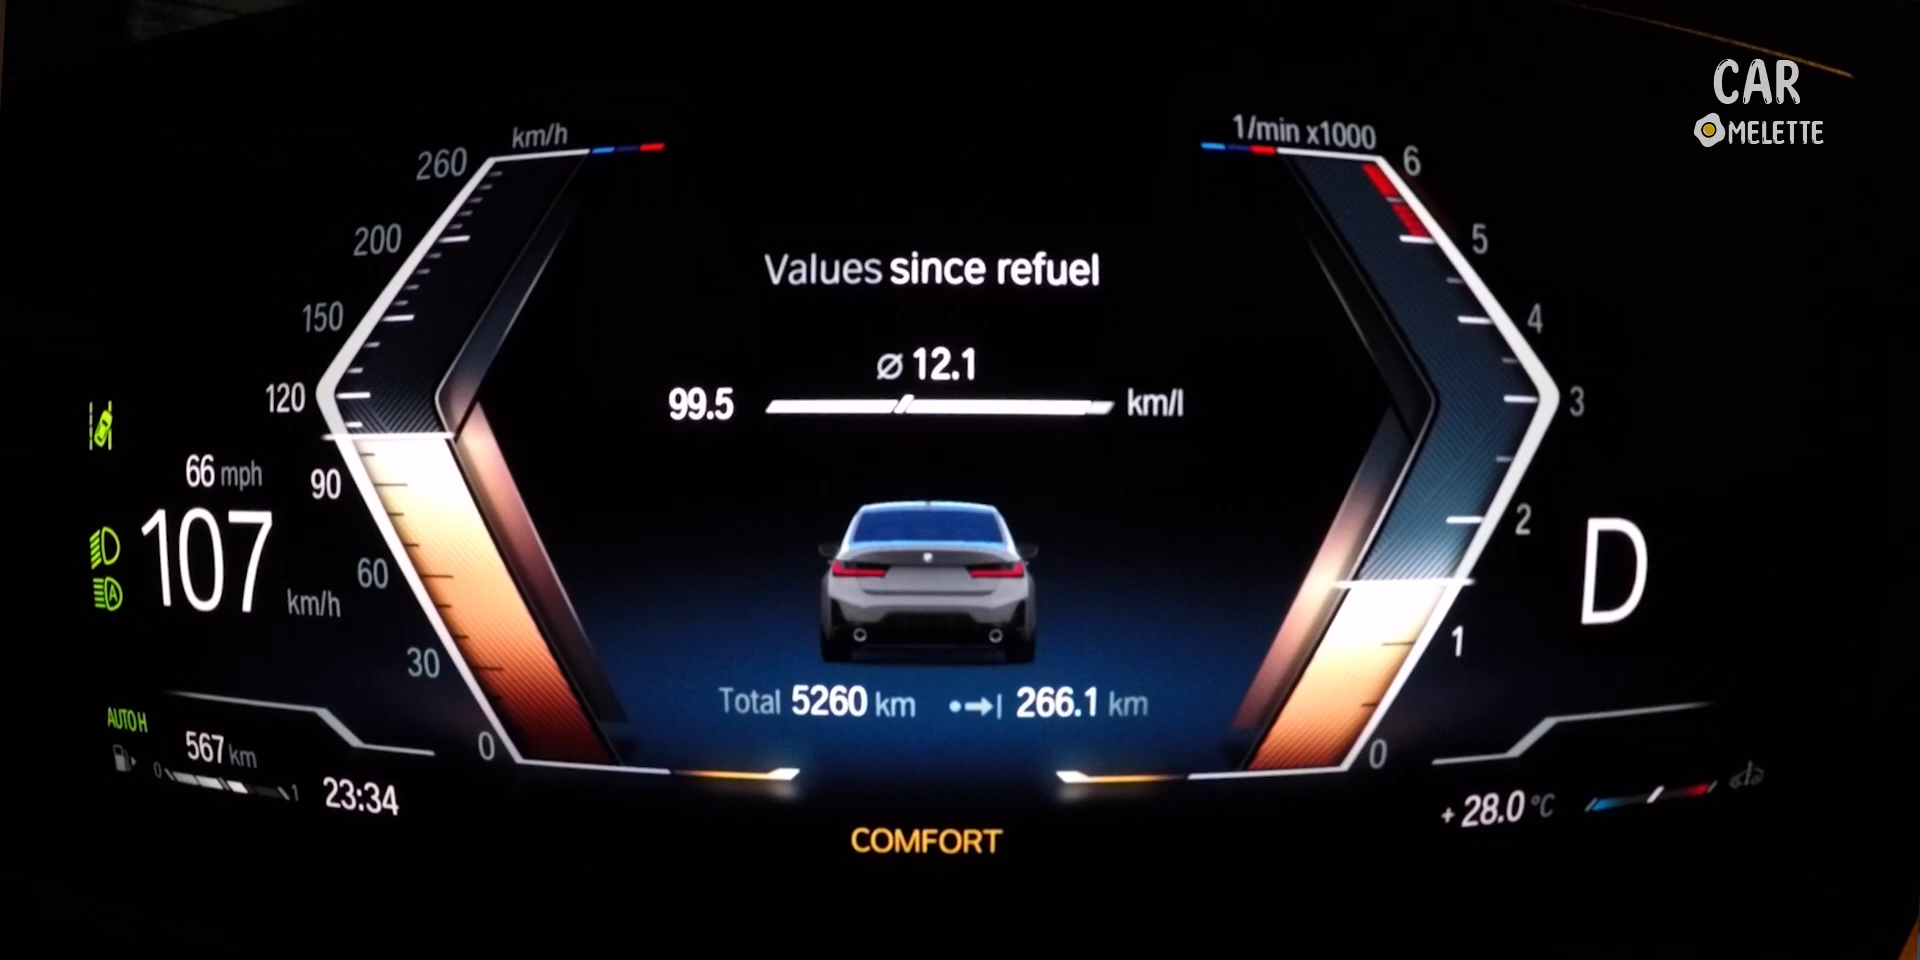 CAR
OMELETTE
km/h
260
200
150
120
90
60
30
0
1/min x1000
6
5
4
3
2
1
0
Values since refuel
Ø 12.1
99.5 km/l
66 mph
107 km/h
D
Total 5260 km 266.1 km
AUTO H
567 km
0 1
23:34
COMFORT
+ 28.0 °C
A